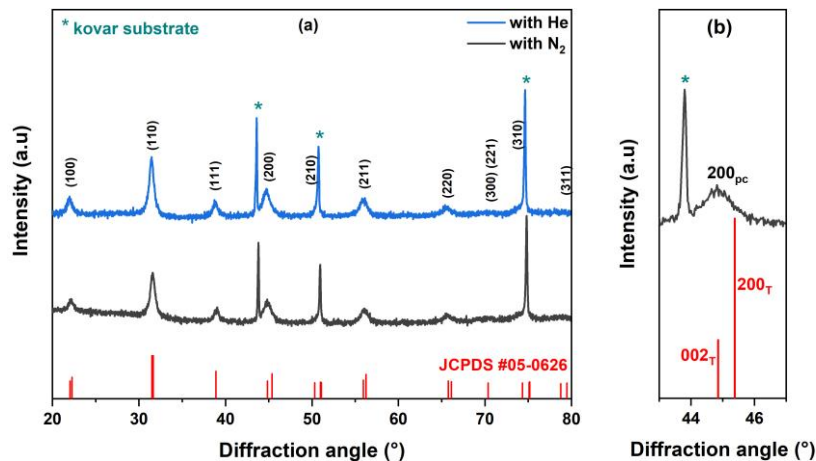 * kovar substrate
(a)
with He
with N₂
(100)
(110)
(111)
*
(200)
(210)
*
(211)
(220)
(300) (221)
(310)
*
(311)
JCPDS #05-0626
Intensity (a.u)
20 30 40 50 60 70 80
Diffraction angle (°)
(b)
*
200pc
200T
002T
Intensity (a.u)
44 46
Diffraction angle (°)